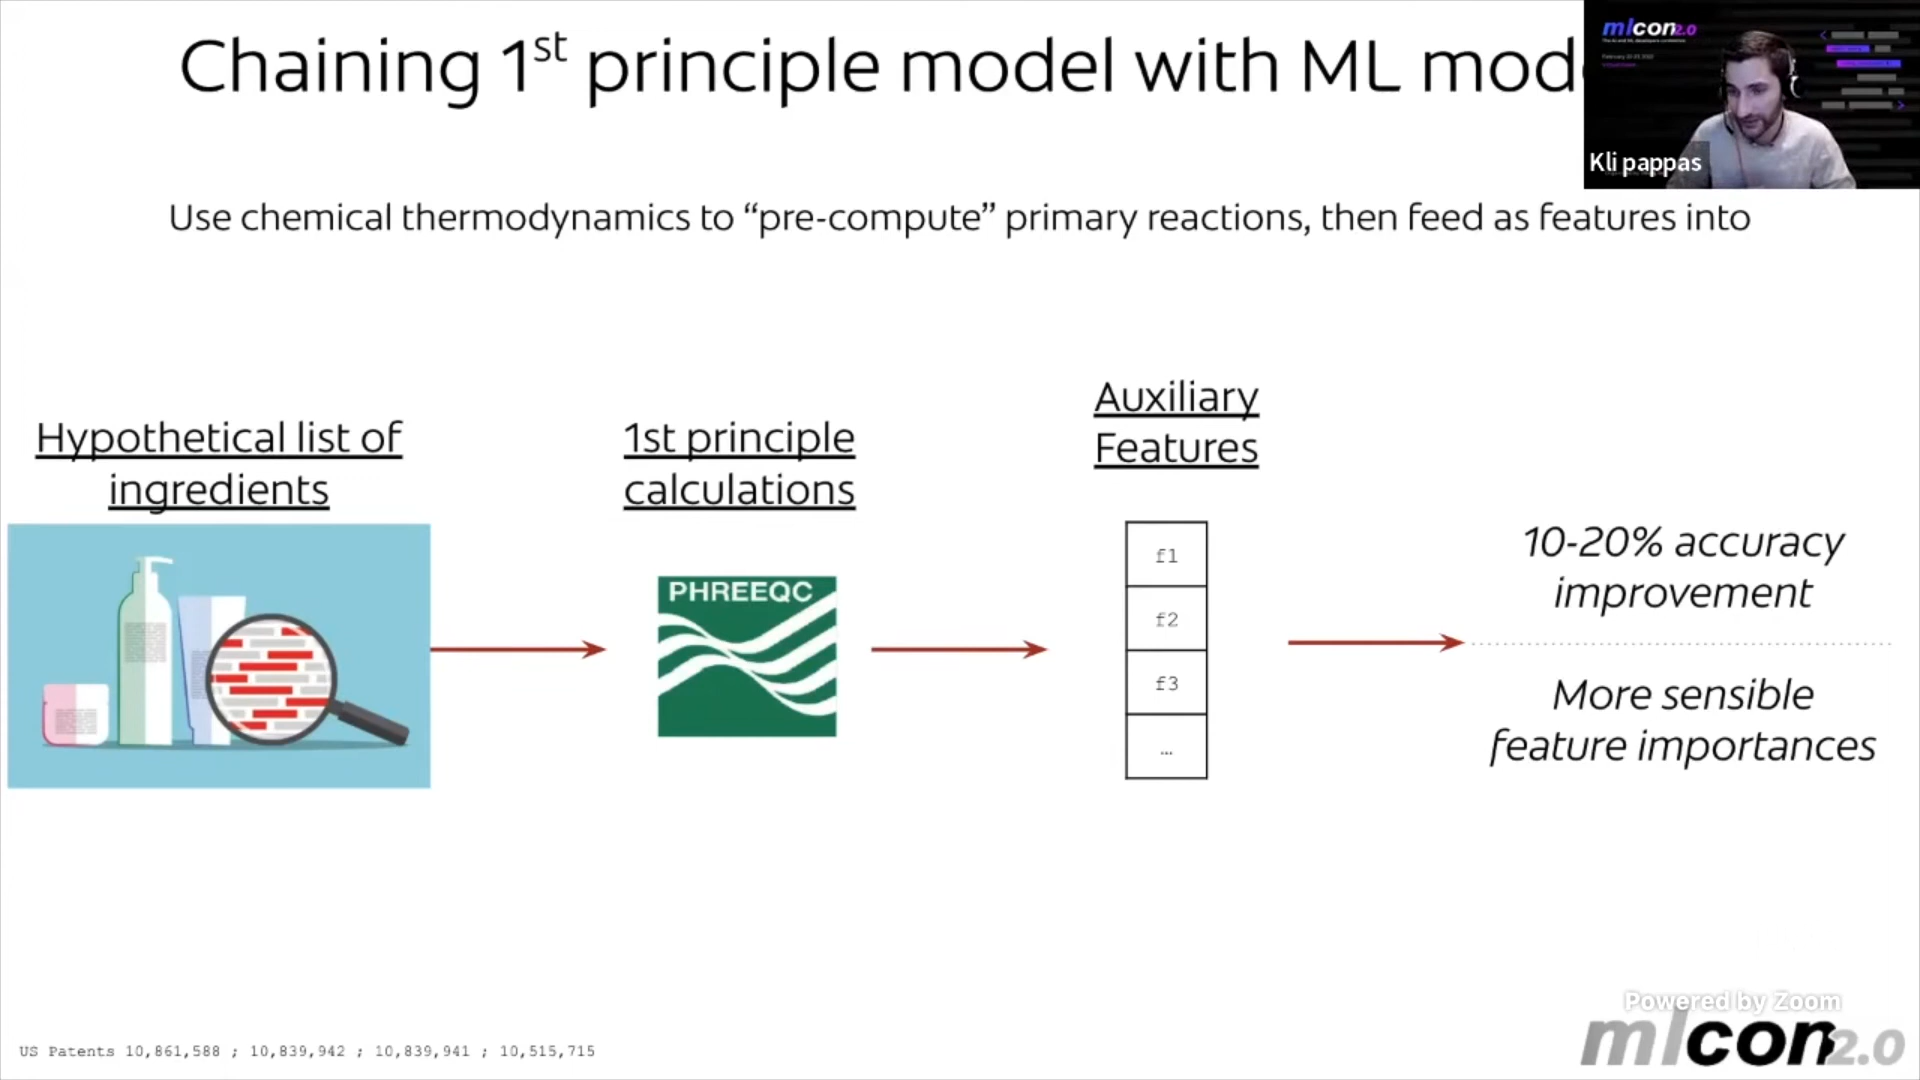 Chaining 1st principle model with ML mod
mlcon2.0
Kli pappas
Use chemical thermodynamics to “pre-compute” primary reactions, then feed as features into
Hypothetical list of
ingredients
1st principle
calculations
PHREEQC
Auxiliary
Features
f1
f2
f3
...
10-20% accuracy
improvement
More sensible
feature importances
US Patents 10,861,588 ; 10,839,942 ; 10,839,941 ; 10,515,715
Powered by Zoom
mlcon2.0